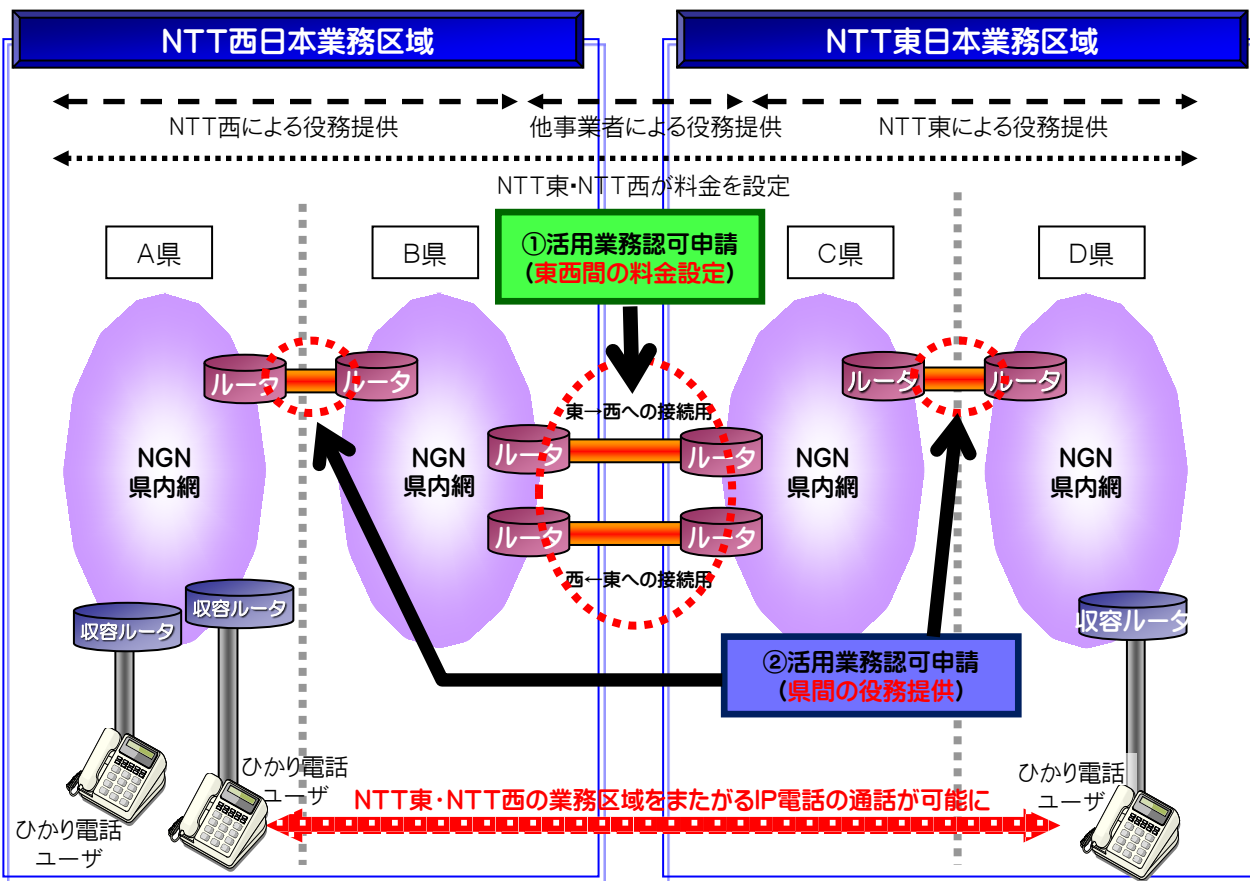 NTT西日本業務区域
NTT東日本業務区域
NTT西による役務提供
他事業者による役務提供
NTT東による役務提供
NTT東・NTT西が料金を設定
A県
B県
①活用業務認可申請
(東西間の料金設定)
C県
D県
ルータ
ルータ
ルータ
ルータ
東→西への接続用
NGN
県内網
NGN
県内網
ルータ
ルータ
NGN
県内網
NGN
県内網
ルータ
ルータ
西←東への接続用
収容ルータ
収容ルータ
収容ルータ
②活用業務認可申請
(県間の役務提供)
ひかり電話
ユーザ
ひかり電話
ユーザ
ひかり電話
ユーザ
NTT東・NTT西の業務区域をまたがるIP電話の通話が可能に